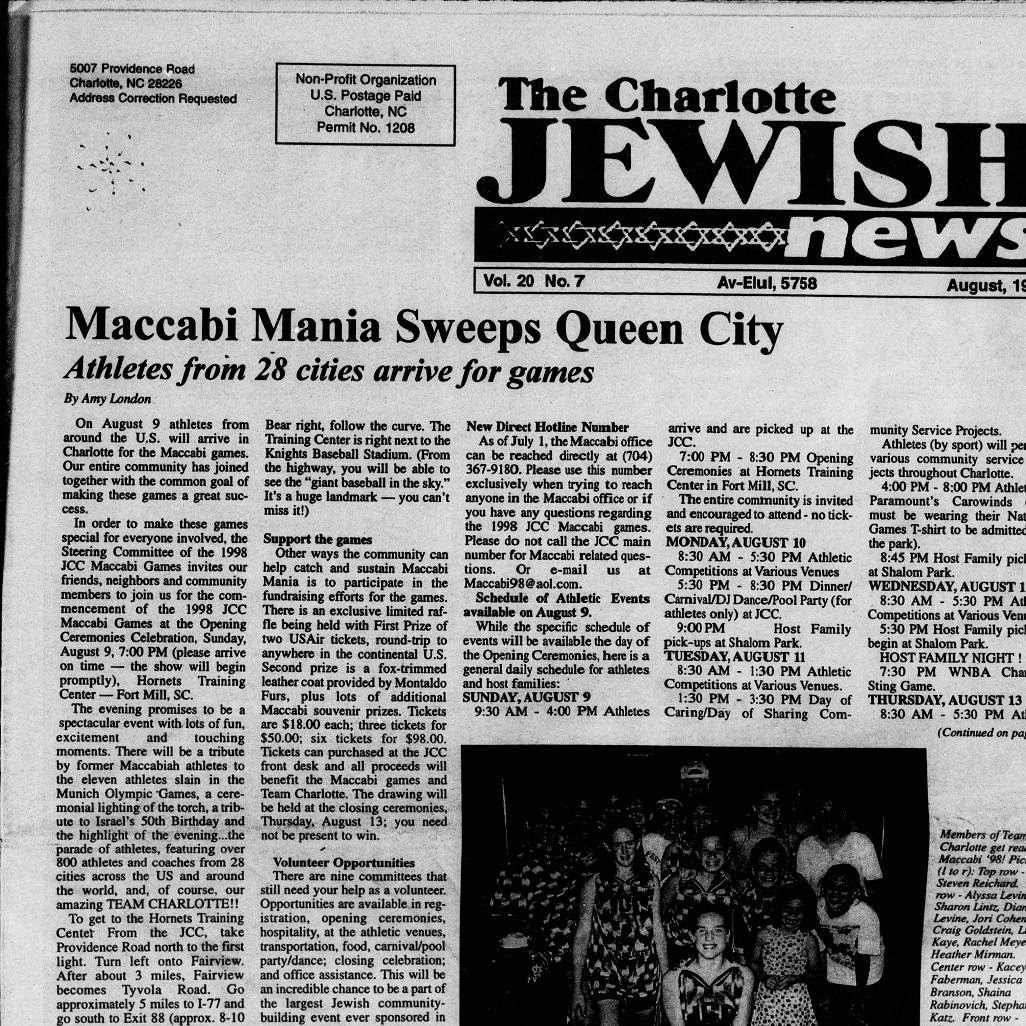 5007 Providence Road
Charlotte, NC 28226
Address Correction Requested
Non-Profit Organization
U.S. Postage Paid
Charlotte, NC
Permit No. 1208
The Charlotte
JEWISH
news
Vol. 20 No. 7 Av-Elul, 5758 August, 19
Maccabi Mania Sweeps Queen City
Athletes from 28 cities arrive for games
By Amy London
On August 9 athletes from
around the U.S. will arrive in
Charlotte for the Maccabi games.
Our entire community has joined
together with the common goal of
making these games a great suc-
cess.
In order to make these games
special for everyone involved, the
Steering Committee of the 1998
JCC Maccabi Games invites our
friends, neighbors and community
members to join us for the com-
mencement of the 1998 JCC
Maccabi Games at the Opening
Ceremonies Celebration, Sunday,
August 9, 7:00 PM (please arrive
on time — the show will begin
promptly), Hornets Training
Center — Fort Mill, SC.
The evening promises to be a
spectacular event with lots of fun,
excitement and touching
moments. There will be a tribute
by former Maccabiah athletes to
the eleven athletes slain in the
Munich Olympic Games, a cere-
monial lighting of the torch, a trib-
ute to Israel's 50th Birthday and
the highlight of the evening...the
parade of athletes, featuring over
800 athletes and coaches from 28
cities across the US and around
the world, and, of course, our
amazing TEAM CHARLOTTE!!
To get to the Hornets Training
Center From the JCC, take
Providence Road north to the first
light. Turn left onto Fairview.
After about 3 miles, Fairview
becomes Tyvola Road. Go
approximately 5 miles to I-77 and
go south to Exit 88 (approx. 8-10
Bear right, follow the curve. The
Training Center is right next to the
Knights Baseball Stadium. (From
the highway, you will be able to
see the "giant baseball in the sky."
It's a huge landmark — you can't
miss it!)
Support the games
Other ways the community can
help catch and sustain Maccabi
Mania is to participate in the
fundraising efforts for the games.
There is an exclusive limited raf-
fle being held with First Prize of
two USAir tickets, round-trip to
anywhere in the continental U.S.
Second prize is a fox-trimmed
leather coat provided by Montaldo
Furs, plus lots of additional
Maccabi souvenir prizes. Tickets
are $18.00 each; three tickets for
$50.00; six tickets for $98.00.
Tickets can purchased at the JCC
front desk and all proceeds will
benefit the Maccabi games and
Team Charlotte. The drawing will
be held at the closing ceremonies,
Thursday, August 13; you need
not be present to win.
Volunteer Opportunities
There are nine committees that
still need your help as a volunteer.
Opportunities are available in reg-
istration, opening ceremonies,
hospitality, at the athletic venues,
transportation, food, carnival/pool
party/dance; closing celebration;
and office assistance. This will be
an incredible chance to be a part of
the largest Jewish community-
building event ever sponsored in
New Direct Hotline Number
As of July 1, the Maccabi office
can be reached directly at (704)
367-9180. Please use this number
exclusively when trying to reach
anyone in the Maccabi office or if
you have any questions regarding
the 1998 JCC Maccabi games.
Please do not call the JCC main
number for Maccabi related ques-
tions. Or e-mail us at
Maccabi98@aol.com.
Schedule of Athletic Events
available on August 9.
While the specific schedule of
events will be available the day of
the Opening Ceremonies, here is a
general daily schedule for athletes
and host families:
SUNDAY, AUGUST 9
9:30 AM - 4:00 PM Athletes
arrive and are picked up at the
JCC.
7:00 PM - 8:30 PM Opening
Ceremonies at Hornets Training
Center in Fort Mill, SC.
The entire community is invited
and encouraged to attend - no tick-
ets are required.
MONDAY, AUGUST 10
8:30 AM - 5:30 PM Athletic
Competitions at Various Venues
5:30 PM - 8:30 PM Dinner/
Carnival/DJ Dance/Pool Party (for
athletes only) at JCC.
9:00 PM Host Family
pick-ups at Shalom Park.
TUESDAY, AUGUST 11
8:30 AM - 1:30 PM Athletic
Competitions at Various Venues.
1:30 PM - 3:30 PM Day of
Caring/Day of Sharing Com-
munity Service Projects.
Athletes (by sport) will per
various community service
jects throughout Charlotte.
4:00 PM - 8:00 PM Athlet
Paramount's Carowinds
must be wearing their Nat
Games T-shirt to be admitted
the park).
8:45 PM Host Family pick
at Shalom Park.
WEDNESDAY, AUGUST 1
8:30 AM - 5:30 PM Ath
Competitions at Various Venu
5:30 PM Host Family pick
begin at Shalom Park.
HOST FAMILY NIGHT !
7:30 PM WNBA Char
Sting Game.
THURSDAY, AUGUST 13
8:30 AM - 5:30 PM Ath
(Continued on pag
Members of Team
Charlotte get read
Maccabi '98! Pic
(l to r): Top row -
Steven Reichard.
row - Alyssa Levin
Sharon Lintz, Dian
Levine, Jori Cohen
Craig Goldstein, L
Kaye, Rachel Meye
Heather Mirman.
Center row - Kacey
Faberman, Jessica
Branson, Shaina
Rabinovich, Stepha
Katz. Front row -